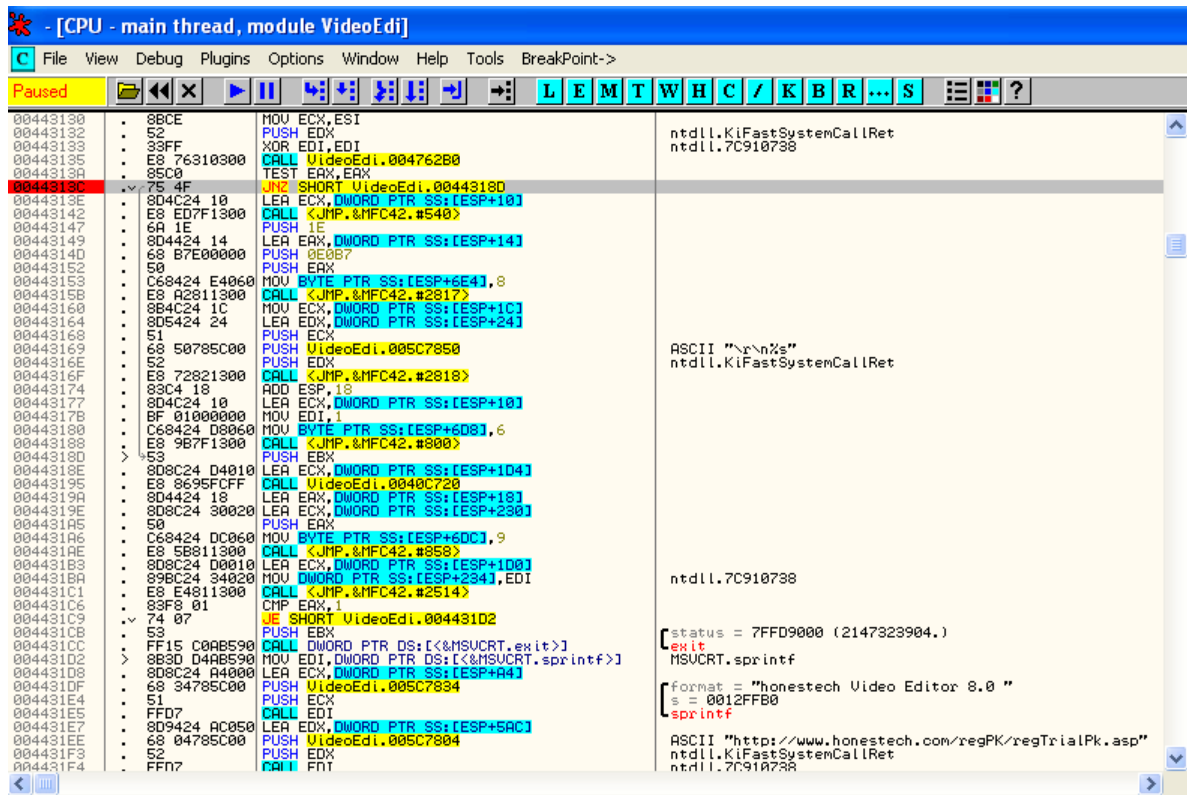 - [CPU - main thread, module VideoEdi]
C File View Debug Plugins Options Window Help Tools BreakPoint->
Paused L E M T W H C / K B R ... S ?
00443130 . 8BCE MOV ECX,ESI
00443132 . 52 PUSH EDX ntdll.KiFastSystemCallRet
00443133 . 33FF XOR EDI,EDI ntdll.7C910738
00443135 . E8 76310300 CALL VideoEdi.004762B0
0044313A . 85C0 TEST EAX,EAX
0044313C . 75 4F JNZ SHORT VideoEdi.0044318D
0044313E . 8D4C24 10 LEA ECX,DWORD PTR SS:[ESP+10]
00443142 . E8 ED7F1300 CALL <JMP.&MFC42.#540>
00443147 . 6A 1E PUSH 1E
00443149 . 8D4424 14 LEA EAX,DWORD PTR SS:[ESP+14]
0044314D . 68 B7E00000 PUSH 0E0B7
00443152 . 50 PUSH EAX
00443153 . C68424 E4060 MOV BYTE PTR SS:[ESP+6E4],8
0044315B . E8 A2811300 CALL <JMP.&MFC42.#2817>
00443160 . 8B4C24 1C MOV ECX,DWORD PTR SS:[ESP+1C]
00443164 . 8D5424 24 LEA EDX,DWORD PTR SS:[ESP+24]
00443168 . 51 PUSH ECX
00443169 . 68 50785C00 PUSH VideoEdi.005C7850 ASCII "\r\n%s"
0044316E . 52 PUSH EDX ntdll.KiFastSystemCallRet
0044316F . E8 72821300 CALL <JMP.&MFC42.#2818>
00443174 . 83C4 18 ADD ESP,18
00443177 . 8D4C24 10 LEA ECX,DWORD PTR SS:[ESP+10]
0044317B . BF 01000000 MOV EDI,1
00443180 . C68424 D8060 MOV BYTE PTR SS:[ESP+6D8],6
00443188 . E8 9B7F1300 CALL <JMP.&MFC42.#800>
0044318D > 53 PUSH EBX
0044318E . 8D8C24 D4010 LEA ECX,DWORD PTR SS:[ESP+1D4]
00443195 . E8 8695FCFF CALL VideoEdi.0040C720
0044319A . 8D4424 18 LEA EAX,DWORD PTR SS:[ESP+18]
0044319E . 8D8C24 30020 LEA ECX,DWORD PTR SS:[ESP+230]
004431A5 . 50 PUSH EAX
004431A6 . C68424 DC060 MOV BYTE PTR SS:[ESP+6DC],9
004431AE . E8 5B811300 CALL <JMP.&MFC42.#858>
004431B3 . 8D8C24 D0010 LEA ECX,DWORD PTR SS:[ESP+1D0]
004431BA . 89BC24 34020 MOV DWORD PTR SS:[ESP+234],EDI ntdll.7C910738
004431C1 . E8 E4811300 CALL <JMP.&MFC42.#2514>
004431C6 . 83F8 01 CMP EAX,1
004431C9 . 74 07 JE SHORT VideoEdi.004431D2
004431CB . 53 PUSH EBX status = 7FFD9000 (2147323904.)
004431CC . FF15 C0AB590 CALL DWORD PTR DS:[<&MSVCRT.exit>] exit
004431D2 > 8B3D D4AB590 MOV EDI,DWORD PTR DS:[<&MSVCRT.sprintf>] MSVCRT.sprintf
004431D8 . 8D8C24 A4000 LEA ECX,DWORD PTR SS:[ESP+A4]
004431DF . 68 34785C00 PUSH VideoEdi.005C7834 format = "honestech Video Editor 8.0 "
004431E4 . 51 PUSH ECX s = 0012FFB0
004431E5 . FFD7 CALL EDI sprintf
004431E7 . 8D9424 AC050 LEA EDX,DWORD PTR SS:[ESP+5AC]
004431EE . 68 04785C00 PUSH VideoEdi.005C7804 ASCII "http://www.honestech.com/regPK/regTrialPk.asp"
004431F3 . 52 PUSH EDX ntdll.KiFastSystemCallRet
004431F4 . FFD7 CALL EDI ntdll.7C910738